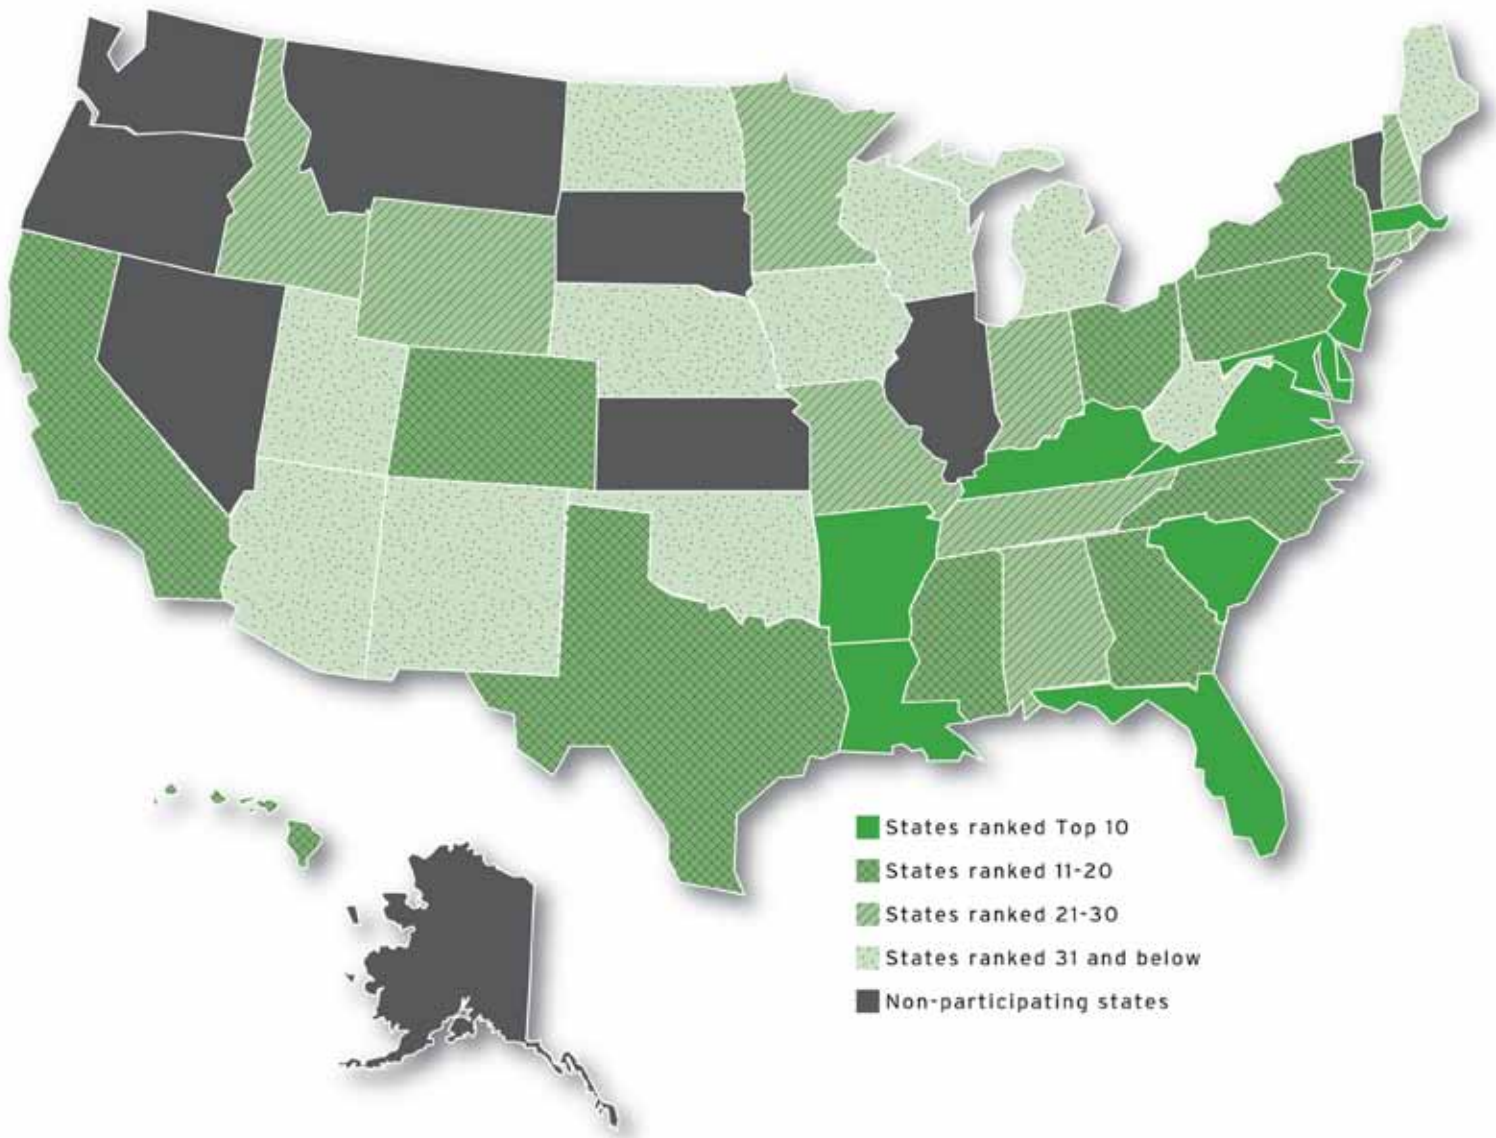 States ranked Top 10
States ranked 11-20
States ranked 21-30
States ranked 31 and below
Non-participating states